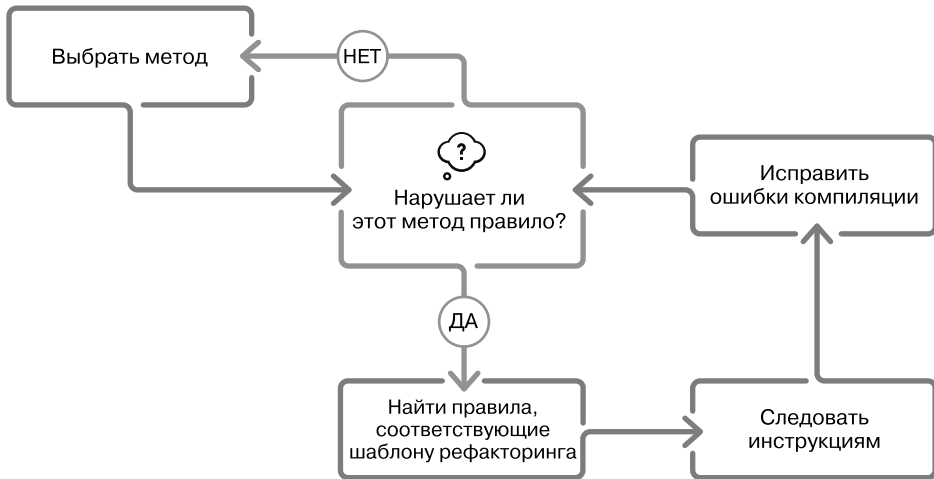 Выбрать метод
НЕТ
?
Нарушает ли
этот метод правило?
Исправить
ошибки компиляции
ДА
Найти правила,
соответствующие
шаблону рефакторинга
Следовать
инструкциям